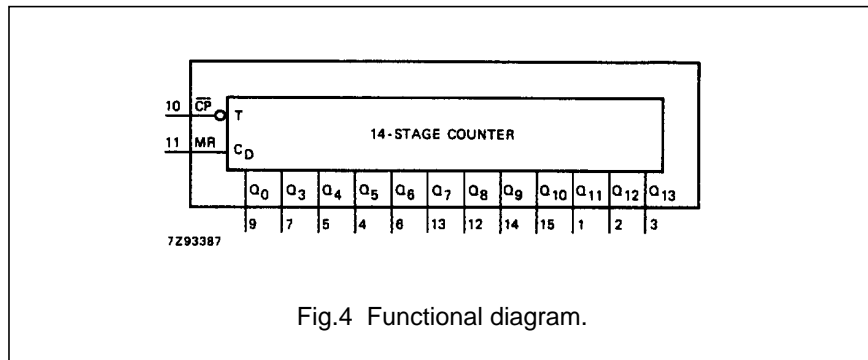 10 CP T
14-STAGE COUNTER
11 MR CD
Q0 Q3 Q4 Q5 Q6 Q7 Q8 Q9 Q10 Q11 Q12 Q13
9 7 5 4 6 13 12 14 15 1 2 3
7Z93387
Fig.4 Functional diagram.